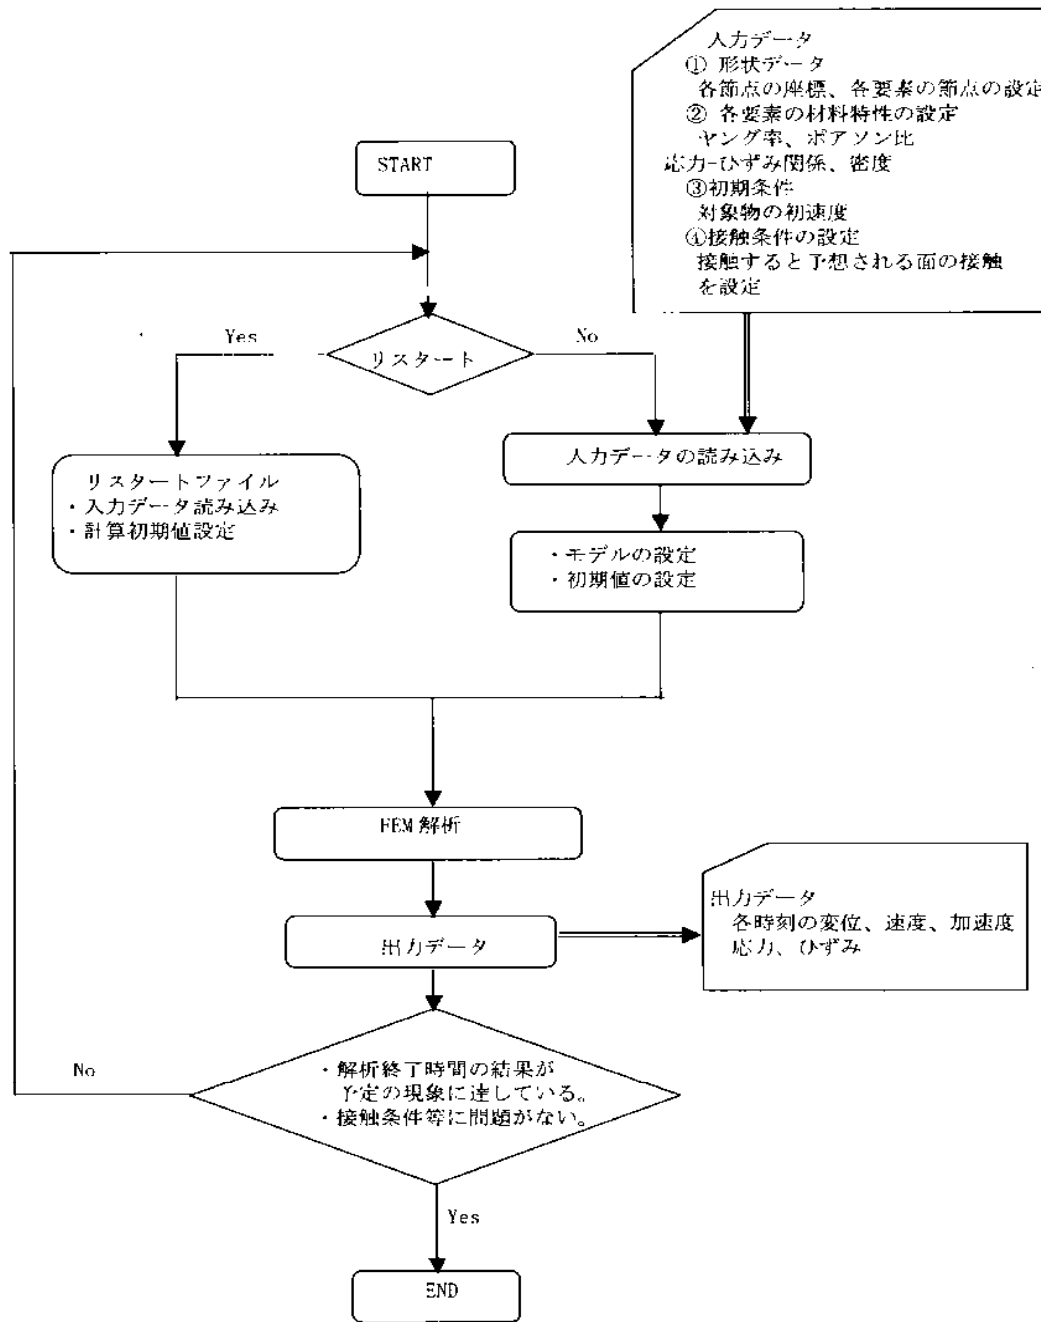 入力データ
① 形状データ
各節点の座標、各要素の節点の設定
② 各要素の材料特性の設定
ヤング率、ポアソン比
応力-ひずみ関係、密度
③初期条件
対象物の初速度
④接触条件の設定
接触すると予想される面の接触
を設定
START
リスタート
Yes
No
リスタートファイル
・入力データ読み込み
・計算初期値設定
入力データの読み込み
・モデルの設定
・初期値の設定
FEM 解析
出力データ
出力データ
各時刻の変位、速度、加速度
応力、ひずみ
・解析終了時間の結果が
予定の現象に達している。
・接触条件等に問題がない。
No
Yes
END